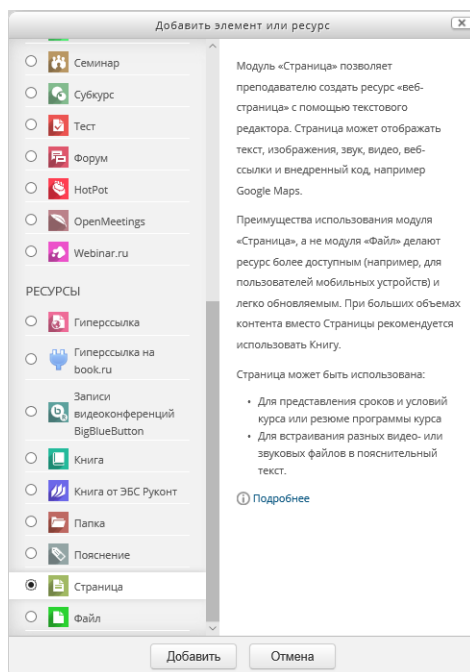 Добавить элемент или ресурс
Семинар
Субкурс
Тест
Форум
HotPot
OpenMeetings
Webinar.ru
РЕСУРСЫ
Гиперссылка
Гиперссылка на
book.ru
Записи
видеоконференций
BigBlueButton
Книга
Книга от ЭБС Руконт
Папка
Пояснение
Страница
Файл
Модуль «Страница» позволяет
преподавателю создать ресурс «веб-
страница» с помощью текстового
редактора. Страница может отображать
текст, изображения, звук, видео, веб-
ссылки и внедренный код, например
Google Maps.
Преимущества использования модуля
«Страница», а не модуля «Файл» делают
ресурс более доступным (например, для
пользователей мобильных устройств) и
легко обновляемым. При больших объемах
контента вместо Страницы рекомендуется
использовать Книгу.
Страница может быть использована:
• Для представления сроков и условий
курса или резюме программы курса
• Для встраивания разных видео- или
звуковых файлов в пояснительный
текст.
Подробнее
Добавить
Отмена